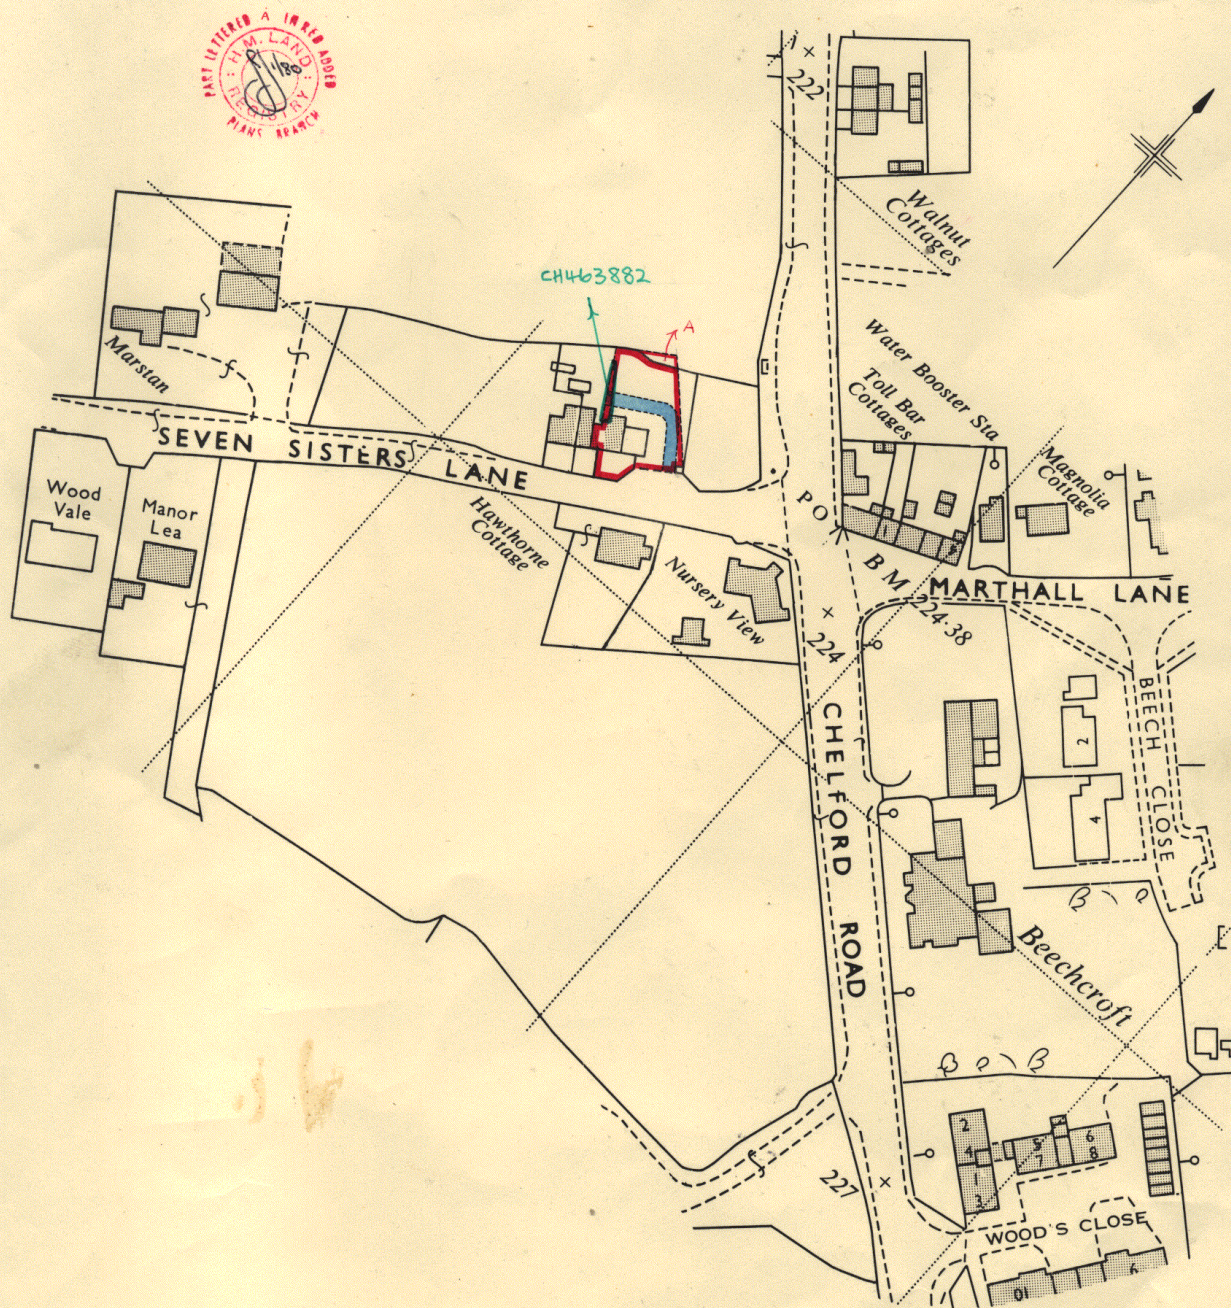 PART LETTERED A IN RED ADDED
H.M. LAND
REGISTRY
PLANS BRANCH
222
Walnut
Cottages
CH463882
A
Water Booster Sta
Toll Bar
Cottages
Magnolia
Cottage
Marstan
SEVEN SISTERS LANE
Wood
Vale
Manor
Lea
Hawthorne
Cottage
Nursery View
PO
1
4
BM 224.38
MARTHALL LANE
224
CHELFORD ROAD
BEECH CLOSE
2
4
Beechcroft
2
4
1
3
5
7
6
8
227
WOOD'S CLOSE
10
6